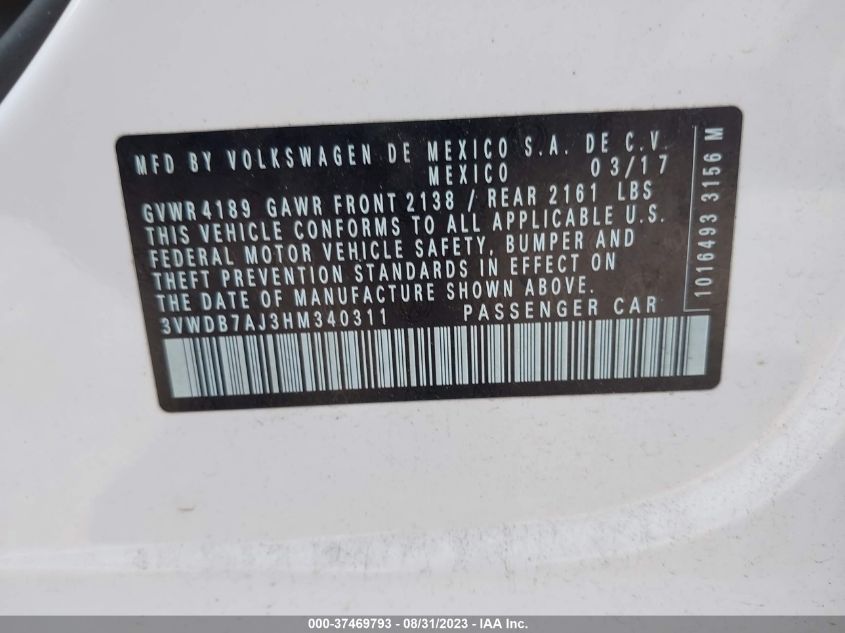 MFD BY VOLKSWAGEN DE MEXICO S.A. DE C.V.
MEXICO 03/17
GVWR 4189 GAWR FRONT 2138 / REAR 2161 LBS
THIS VEHICLE CONFORMS TO ALL APPLICABLE U.S.
FEDERAL MOTOR VEHICLE SAFETY, BUMPER AND
THEFT PREVENTION STANDARDS IN EFFECT ON
THE DATE OF MANUFACTURE SHOWN ABOVE.
3VWDB7AJ3HM340311 PASSENGER CAR
1016493 3156 M
000-37469793 - 08/31/2023 - IAA Inc.